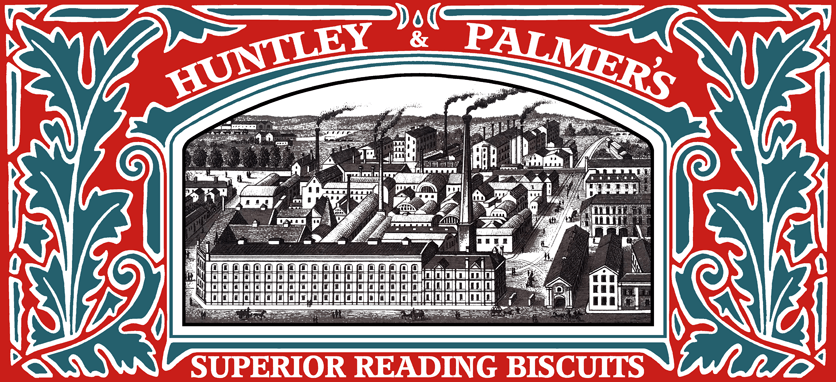 HUNTLEY & PALMER'S
SUPERIOR READING BISCUITS